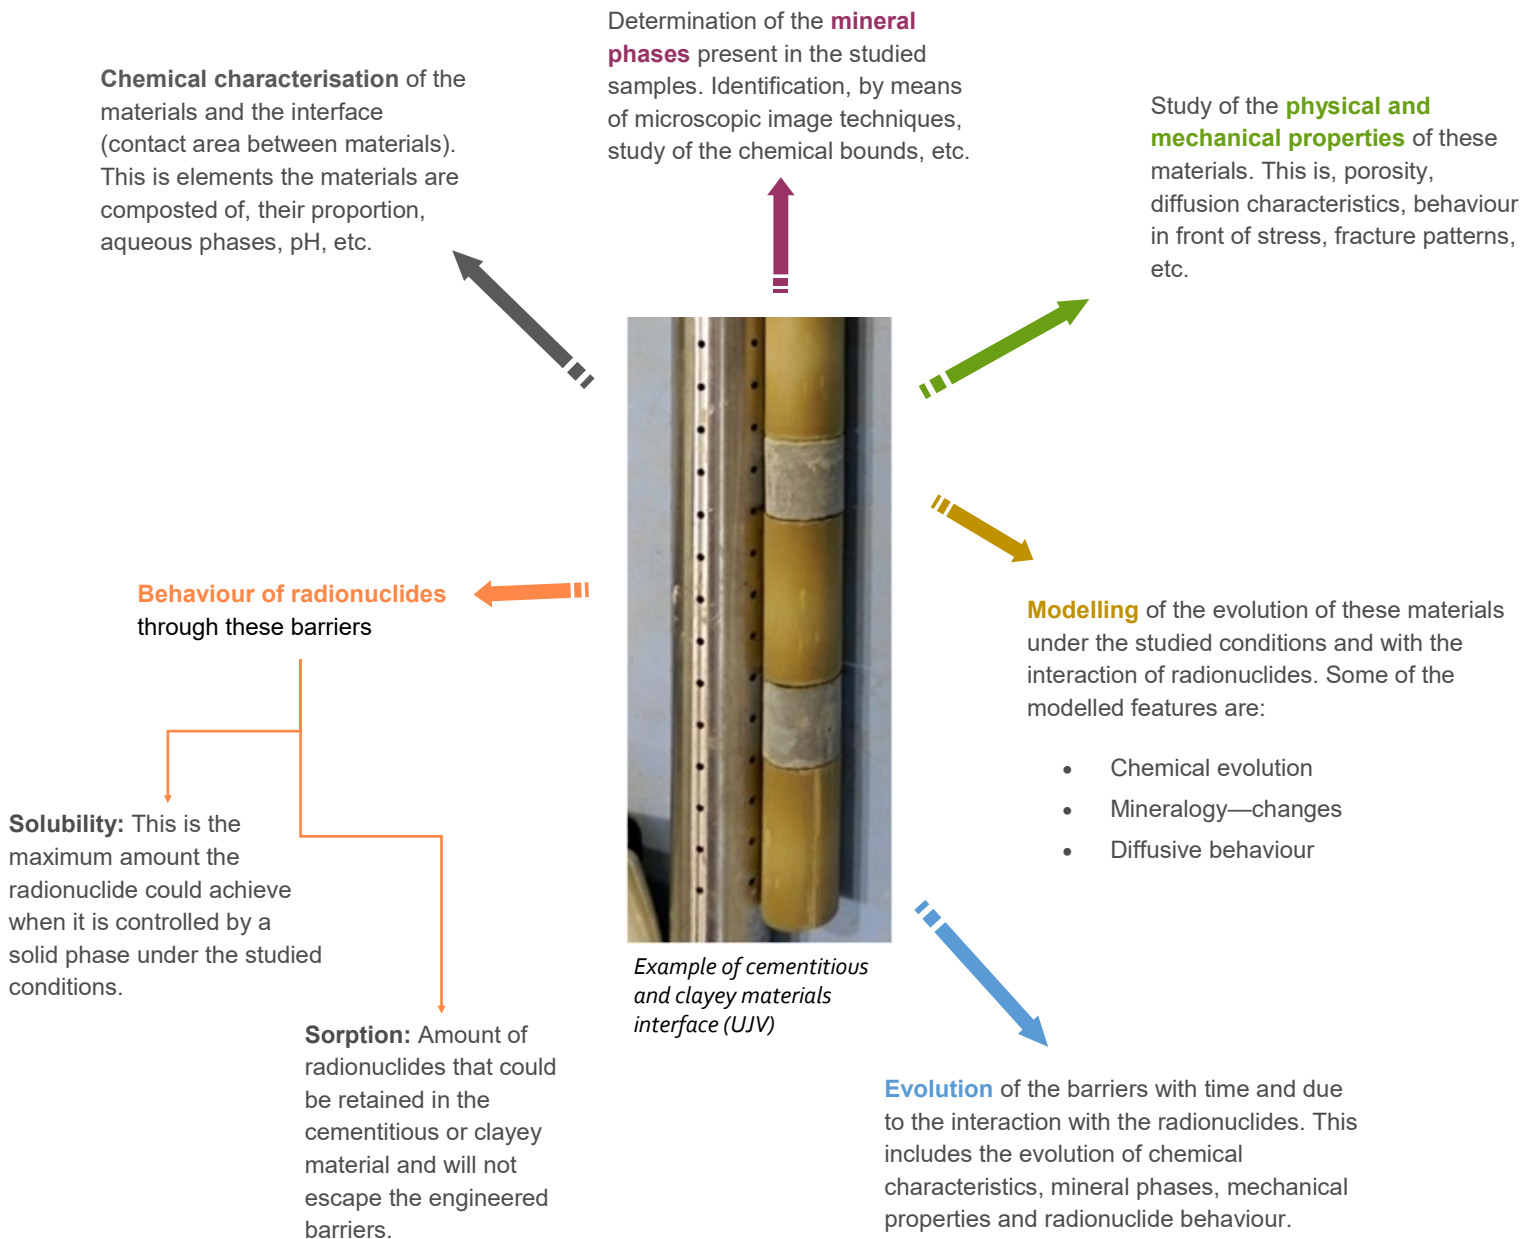 Determination of the mineral
phases present in the studied
samples. Identification, by means
of microscopic image techniques,
study of the chemical bounds, etc.
Chemical characterisation of the
materials and the interface
(contact area between materials).
This is elements the materials are
composted of, their proportion,
aqueous phases, pH, etc.
Study of the physical and
mechanical properties of these
materials. This is, porosity,
diffusion characteristics, behaviour
in front of stress, fracture patterns,
etc.
Behaviour of radionuclides
through these barriers
Modelling of the evolution of these materials
under the studied conditions and with the
interaction of radionuclides. Some of the
modelled features are:
• Chemical evolution
• Mineralogy—changes
• Diffusive behaviour
Solubility: This is the
maximum amount the
radionuclide could achieve
when it is controlled by a
solid phase under the studied
conditions.
Example of cementitious
and clayey materials
interface (UJV)
Sorption: Amount of
radionuclides that could
be retained in the
cementitious or clayey
material and will not
escape the engineered
barriers.
Evolution of the barriers with time and due
to the interaction with the radionuclides. This
includes the evolution of chemical
characteristics, mineral phases, mechanical
properties and radionuclide behaviour.